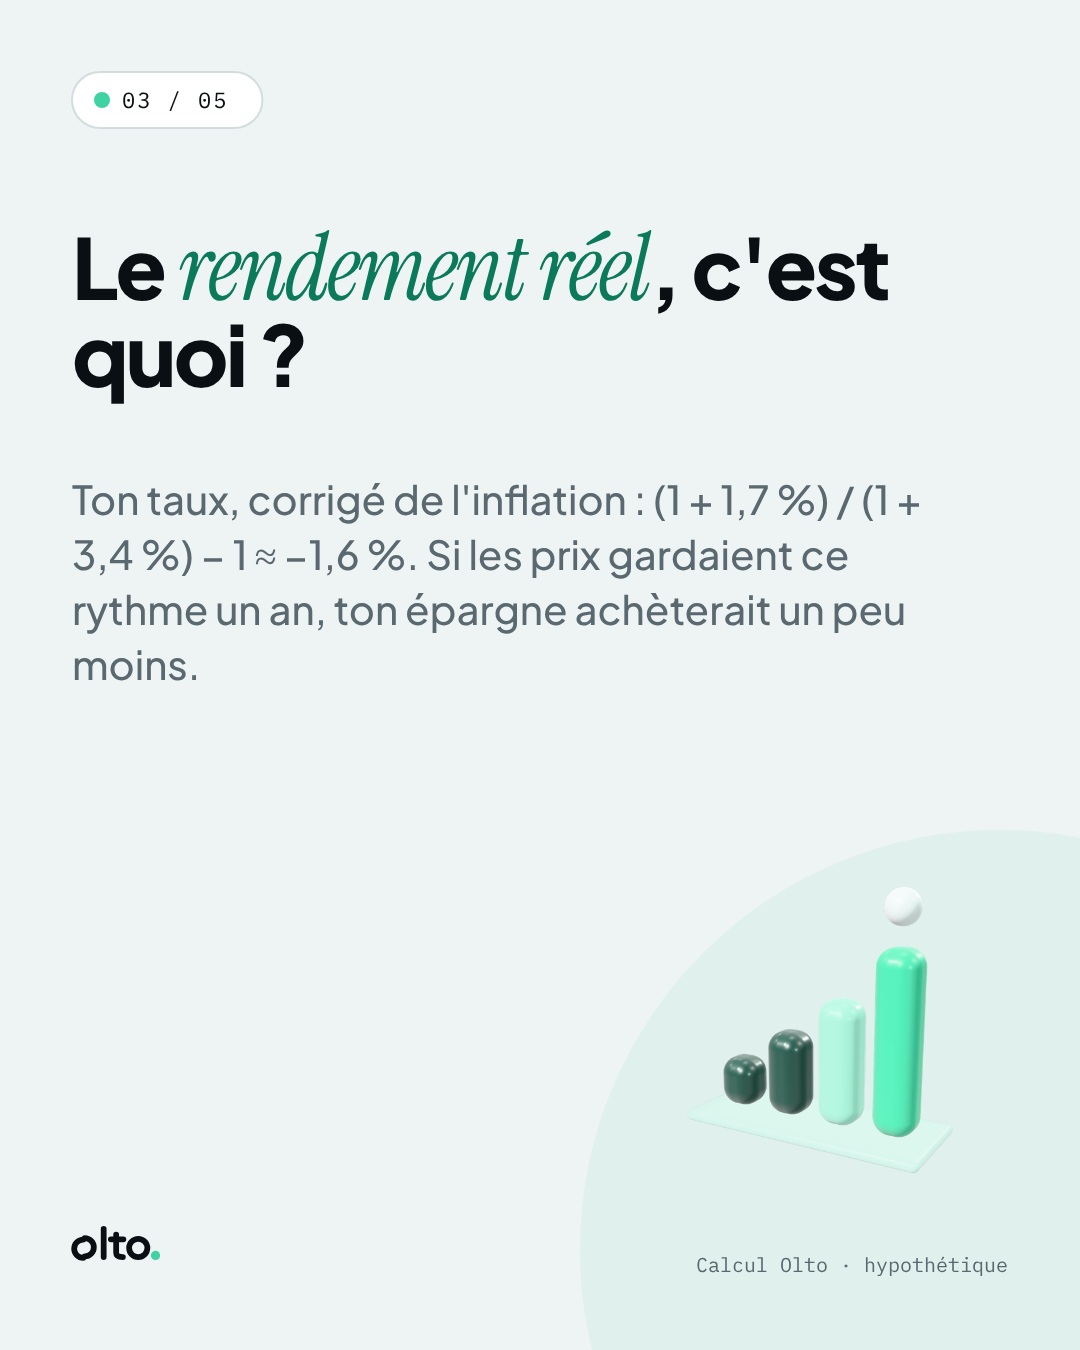 03 / 05
Le rendement réel, c'est
quoi ?
Ton taux, corrigé de l'inflation : (1 + 1,7 %) / (1 +
3,4 %) – 1 ≈ –1,6 %. Si les prix gardaient ce
rythme un an, ton épargne achèterait un peu
moins.
olto.
Calcul Olto · hypothétique